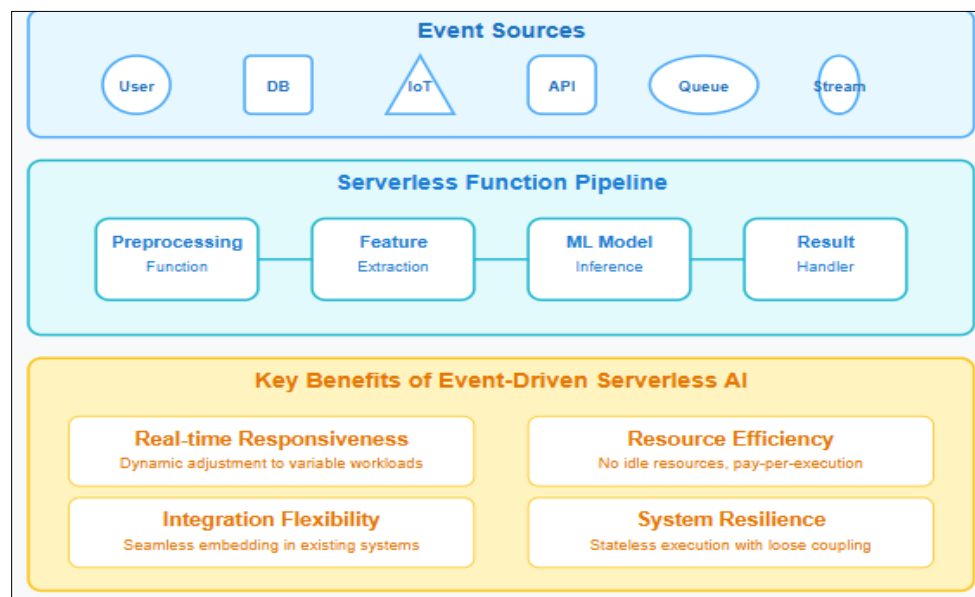 Event Sources
User DB IoT API Queue Stream
Serverless Function Pipeline
Preprocessing
Function
Feature
Extraction
ML Model
Inference
Result
Handler
Key Benefits of Event-Driven Serverless AI
Real-time Responsiveness
Dynamic adjustment to variable workloads
Resource Efficiency
No idle resources, pay-per-execution
Integration Flexibility
Seamless embedding in existing systems
System Resilience
Stateless execution with loose coupling